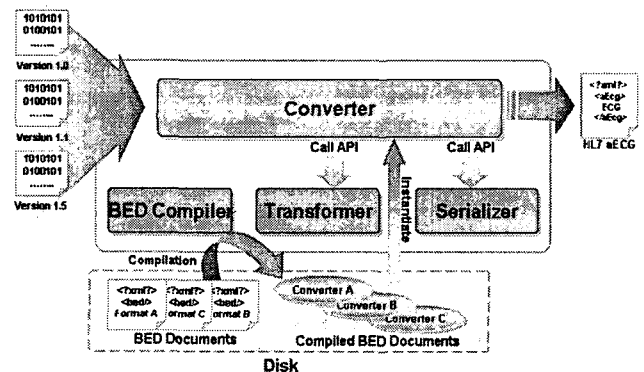 1010101
0100101
........
Version 1.0
1010101
0100101
........
Version 1.1
1010101
0100101
........
Version 1.5
Converter
Call API
Call API
Instantiate
<?xml?>
<aEcg>
ECG
</aEcg>
HL7 aECG
BED Compiler
Transformer
Serializer
Compilation
<?xml?>
<bed/>
Format A
<?xml?>
<bed/>
ormat C
<?xml?>
<bed/>
ormat B
BED Documents
Converter A
Converter B
Converter C
Compiled BED Documents
Disk